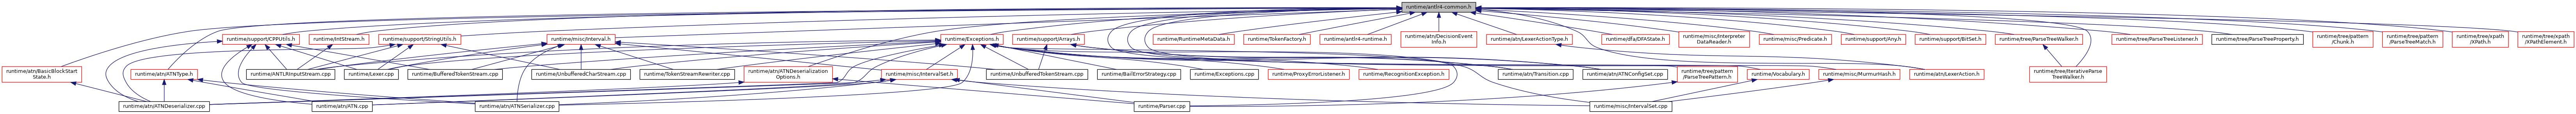 runtime/antlr4-common.h
runtime/support/CPPUtils.h
runtime/IntStream.h
runtime/support/StringUtils.h
runtime/misc/Interval.h
runtime/Exceptions.h
runtime/support/Arrays.h
runtime/RuntimeMetaData.h
runtime/TokenFactory.h
runtime/antlr4-runtime.h
runtime/atn/DecisionEvent
Info.h
runtime/atn/LexerActionType.h
runtime/dfa/DFAState.h
runtime/misc/Interpreter
DataReader.h
runtime/misc/Predicate.h
runtime/support/Any.h
runtime/support/BitSet.h
runtime/tree/ParseTreeWalker.h
runtime/tree/ParseTreeListener.h
runtime/tree/ParseTreeProperty.h
runtime/tree/pattern
/Chunk.h
runtime/tree/pattern
/ParseTreeMatch.h
runtime/tree/xpath
/XPath.h
runtime/tree/xpath
/XPathElement.h
runtime/atn/BasicBlockStart
State.h
runtime/atn/ATNType.h
runtime/ANTLRInputStream.cpp
runtime/Lexer.cpp
runtime/BufferedTokenStream.cpp
runtime/UnbufferedCharStream.cpp
runtime/TokenStreamRewriter.cpp
runtime/atn/ATNDeserialization
Options.h
runtime/misc/IntervalSet.h
runtime/UnbufferedTokenStream.cpp
runtime/BailErrorStrategy.cpp
runtime/Exceptions.cpp
runtime/ProxyErrorListener.h
runtime/RecognitionException.h
runtime/atn/Transition.cpp
runtime/atn/ATNConfigSet.cpp
runtime/tree/pattern
/ParseTreePattern.h
runtime/Vocabulary.h
runtime/misc/MurmurHash.h
runtime/atn/LexerAction.h
runtime/tree/IterativeParse
TreeWalker.h
runtime/atn/ATNDeserializer.cpp
runtime/atn/ATN.cpp
runtime/atn/ATNSerializer.cpp
runtime/Parser.cpp
runtime/misc/IntervalSet.cpp